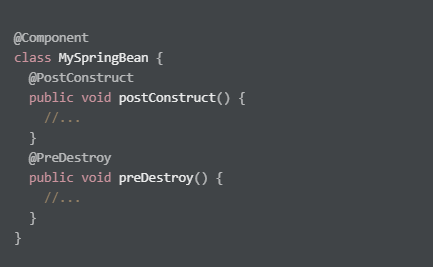 @Component
class MySpringBean {
  @PostConstruct
  public void postConstruct() {
    //...
  }
  @PreDestroy
  public void preDestroy() {
    //...
  }
}